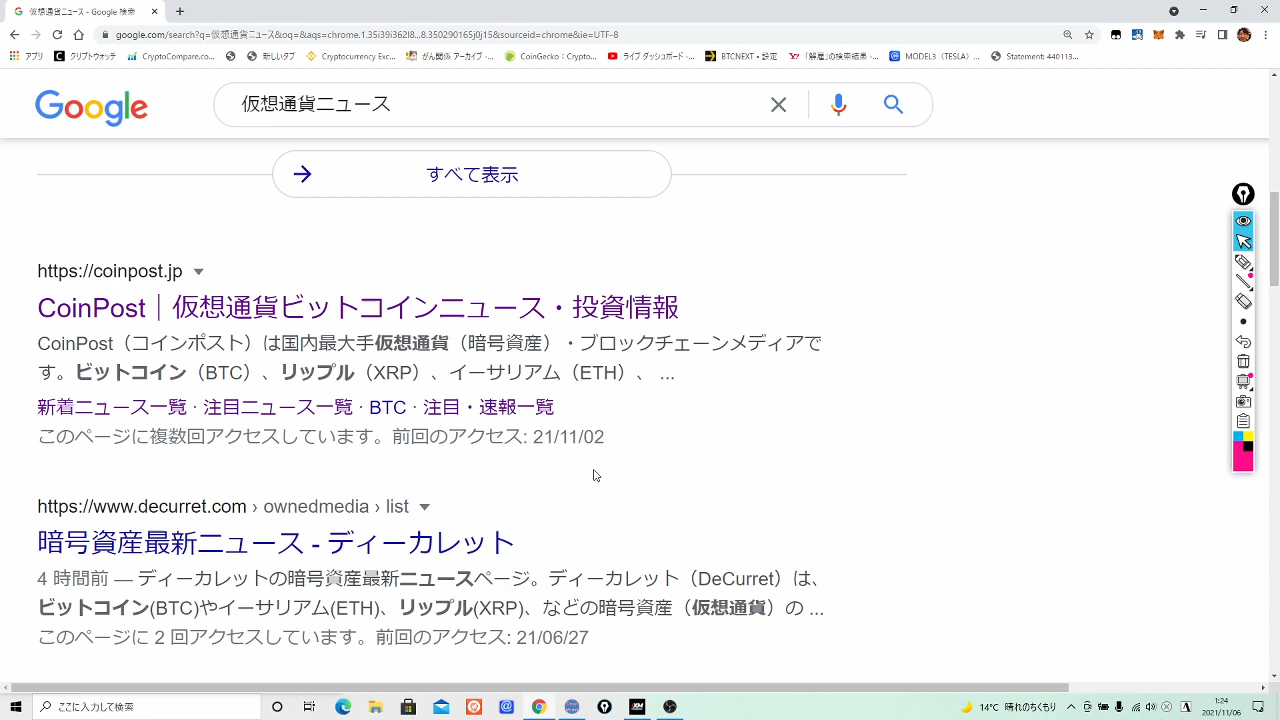 仮想通貨ニュース - Google 検索
google.com/search?q=仮想通貨ニュース&oq=&aqs=chrome.1.35i39i362l8...8.350290165j0j15&sourceid=chrome&ie=UTF-8
アプリ クリプトウォッチ CryptoComparec... 新しいタブ Cryptocurrency Exc... がん関係 アーカイブ -... CoinGecko : Crypto... ライブ ダッシュボード -... BTCNEXT • 設定 「解雇」の検索結果 -... MODEL3（TESLA）... Statement: 440113...
Google
仮想通貨ニュース
すべて表示
https://coinpost.jp
CoinPost｜仮想通貨ビットコインニュース・投資情報
CoinPost（コインポスト）は国内最大手仮想通貨（暗号資産）・ブロックチェーンメディアで
す。ビットコイン（BTC）、リップル（XRP）、イーサリアム（ETH）、 ...
新着ニュース一覧 · 注目ニュース一覧 · BTC · 注目・速報一覧
このページに複数回アクセスしています。前回のアクセス: 21/11/02
https://www.decurret.com › ownedmedia › list
暗号資産最新ニュース - ディーカレット
4 時間前 — ディーカレットの暗号資産最新ニュースページ。ディーカレット（DeCurret）は、
ビットコイン(BTC)やイーサリアム(ETH)、リップル(XRP)、などの暗号資産（仮想通貨）の ...
このページに 2 回アクセスしています。前回のアクセス: 21/06/27
ここに入力して検索
XM
14°C 晴れのちくもり
A
1:24
2021/11/06